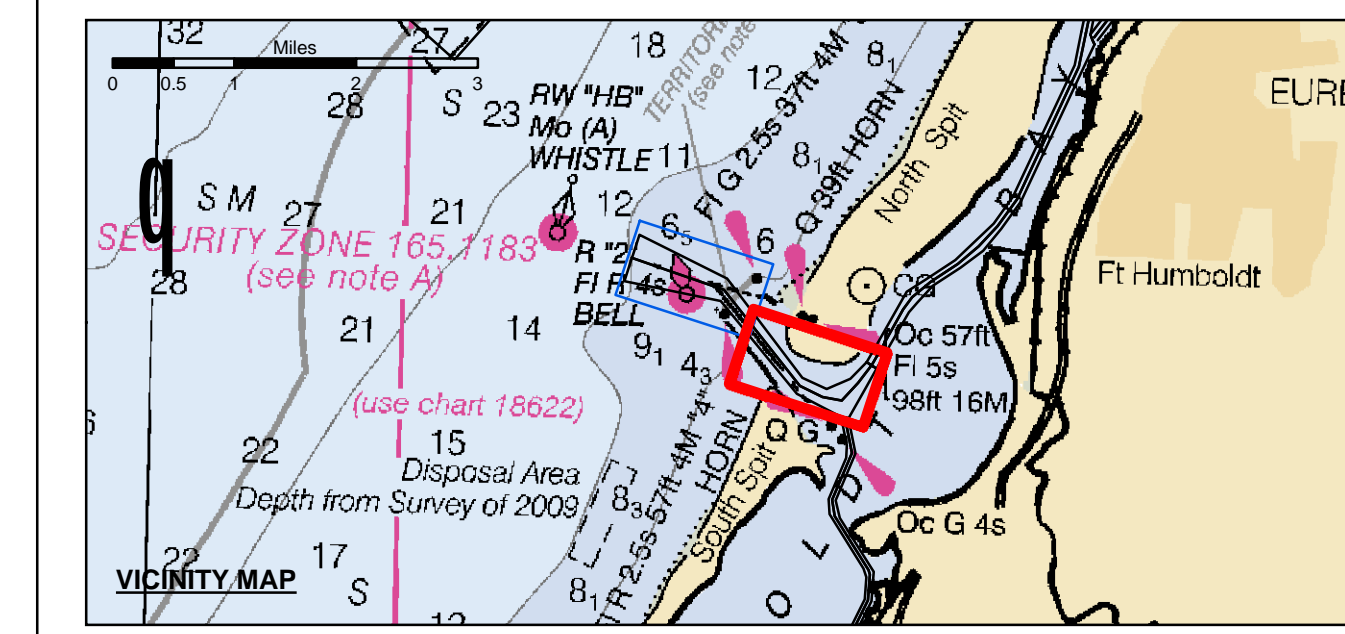 32
27
Miles
0 0.5 1 2 3
28
S
23
18
12
8₁
RW "HB"
Mo (A)
WHISTLE
11
TERRITORI
(see note
Fl G 2.5s 37ft 4M
8₁
Q 39ft HORN
North Spit
EURE
B A Y
S M
27
21
12
6₅
6
SECURITY ZONE 165.1183
(see note A)
28
R "2
Fl R 4s
BELL
CG
Ft Humboldt
21
14
9₁
4₃
Oc 57ft
Fl 5s
98ft 16M
(use chart 18622)
"4"
HORN
Q G
22
15
Disposal Area
Depth from Survey of 2009
8₃
R 2.5s 57ft 4M
South Spit
O L D T
Oc G 4s
22
17
VICINITY MAP
S
8₁
12